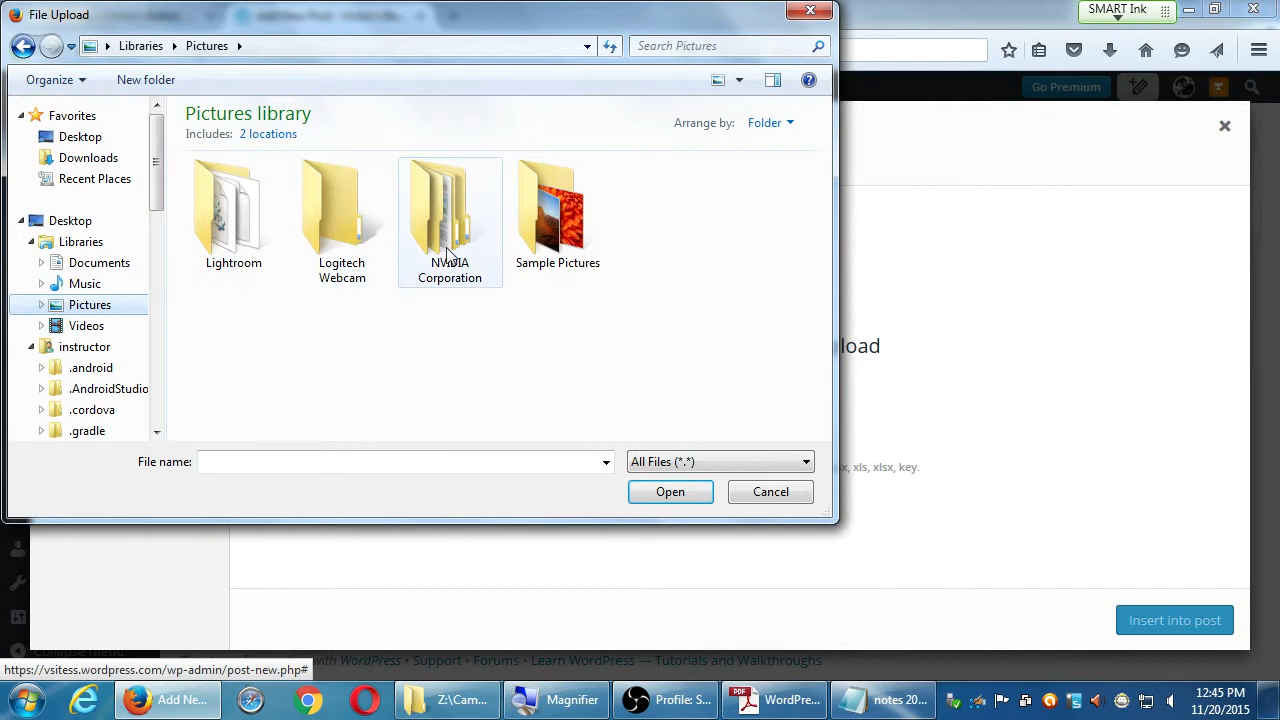 File Upload
SMART Ink
Libraries Pictures
Search Pictures
Organize New folder
Go Premium
Favorites
Desktop
Downloads
Recent Places
Desktop
Libraries
Documents
Music
Pictures
Videos
instructor
.android
.AndroidStudio
.cordova
.gradle
Pictures library
Includes: 2 locations
Arrange by: Folder
Lightroom
Logitech
Webcam
NVIDIA
Corporation
Sample Pictures
load
File name:
All Files (*.*)
x, xls, xlsx, key.
Open Cancel
Insert into post
Collapse menu
with WordPress • Support • Forums • Learn WordPress — Tutorials and Walkthroughs
https://vsitess.wordpress.com/wp-admin/post-new.php#
Add Ne...
Z:\Cam...
Magnifier
Profile: S...
PDF
WordPre...
notes 20...
12:45 PM
11/20/2015